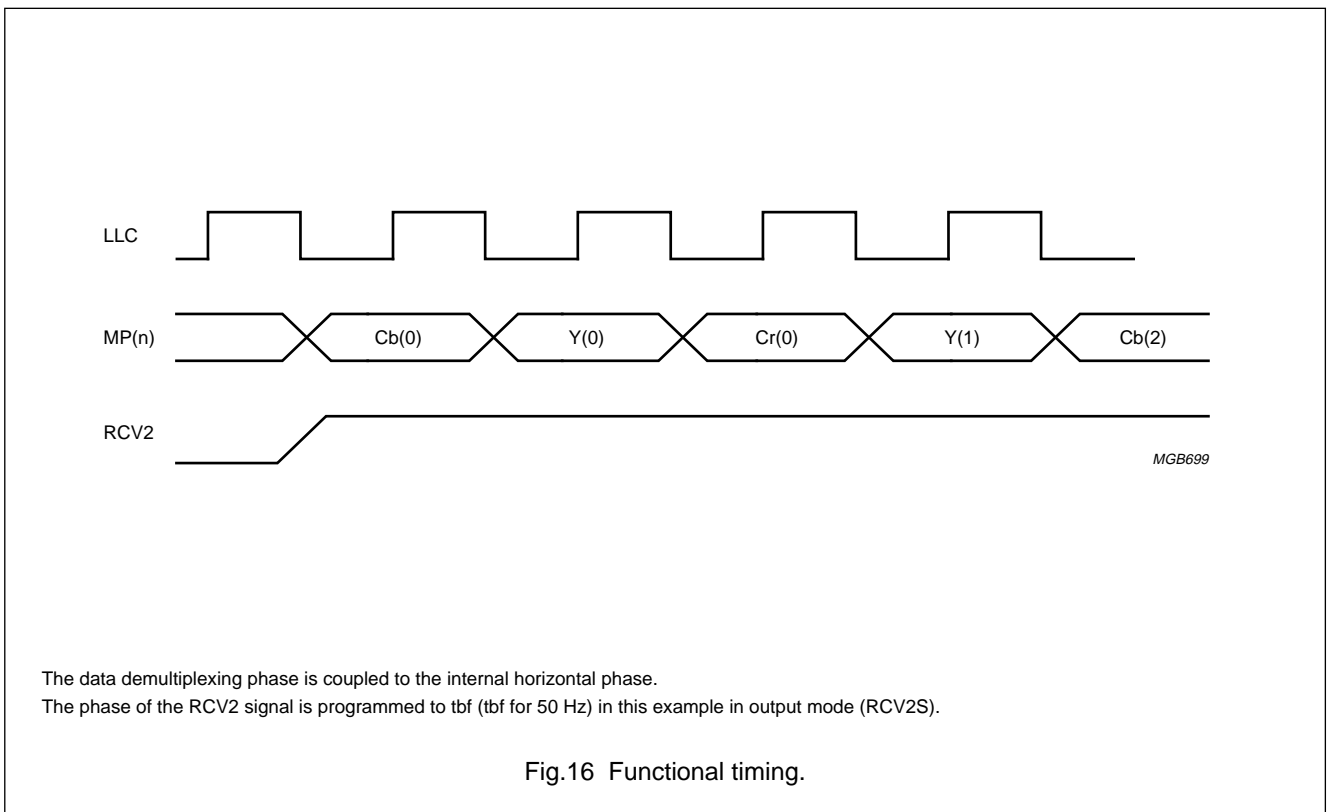 LLC
MP(n)
Cb(0) Y(0) Cr(0) Y(1) Cb(2)
RCV2
MGB699
The data demultiplexing phase is coupled to the internal horizontal phase.
The phase of the RCV2 signal is programmed to tbf (tbf for 50 Hz) in this example in output mode (RCV2S).
Fig.16 Functional timing.